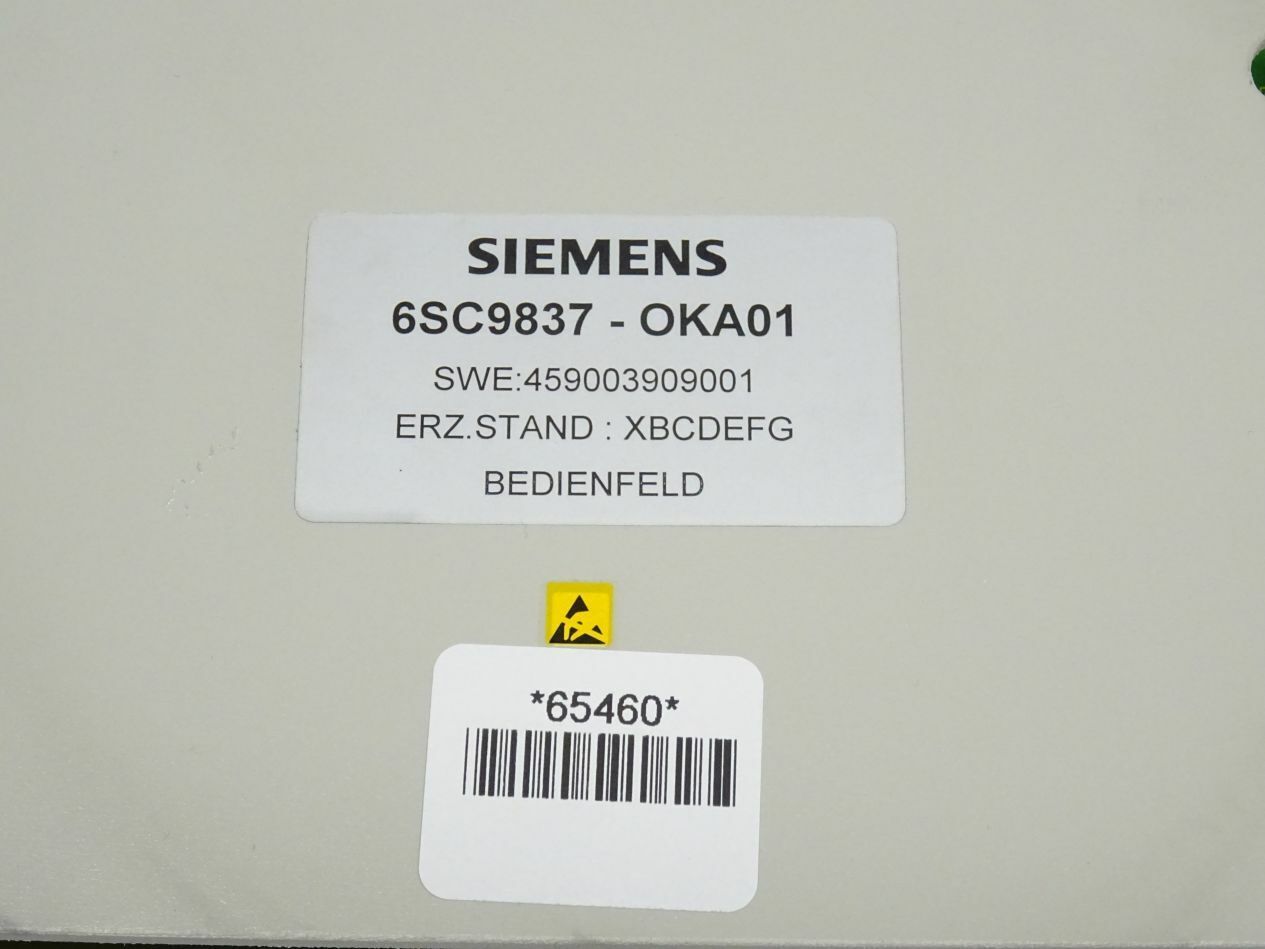 SIEMENS
6SC9837 - OKA01
SWE:459003909001
ERZ.STAND : XBCDEFG
BEDIENFELD
*65460*